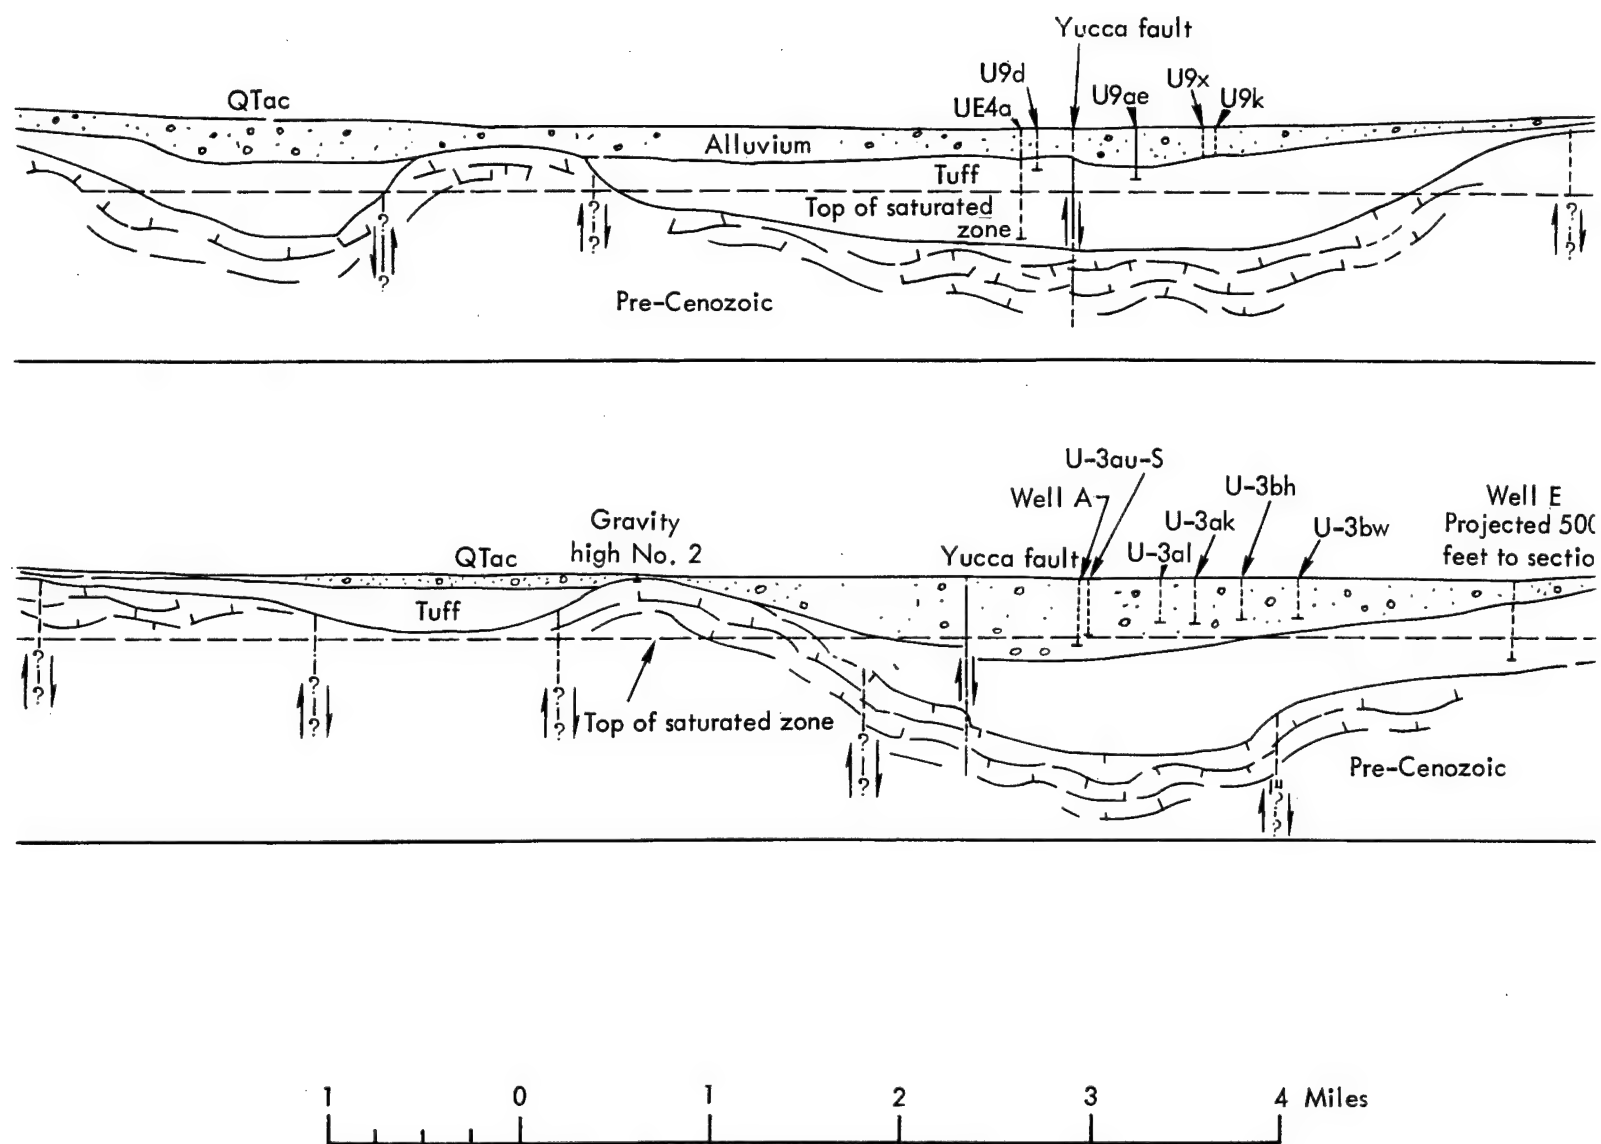 Yucca fault
U9d
U9x
QTac
UE4a
U9ae
U9k
Alluvium
Tuff
Top of saturated
zone
?
?
?
?
?
?
?
?
Pre-Cenozoic
U-3au-S
Well A
U-3bh
Well E
Gravity
U-3ak
U-3bw
Projected 500
high No. 2
QTac
Yucca fault
U-3al
feet to sectio
Tuff
?
?
?
?
?
?
Top of saturated zone
?
?
Pre-Cenozoic
?
?
1 0 1 2 3 4 Miles